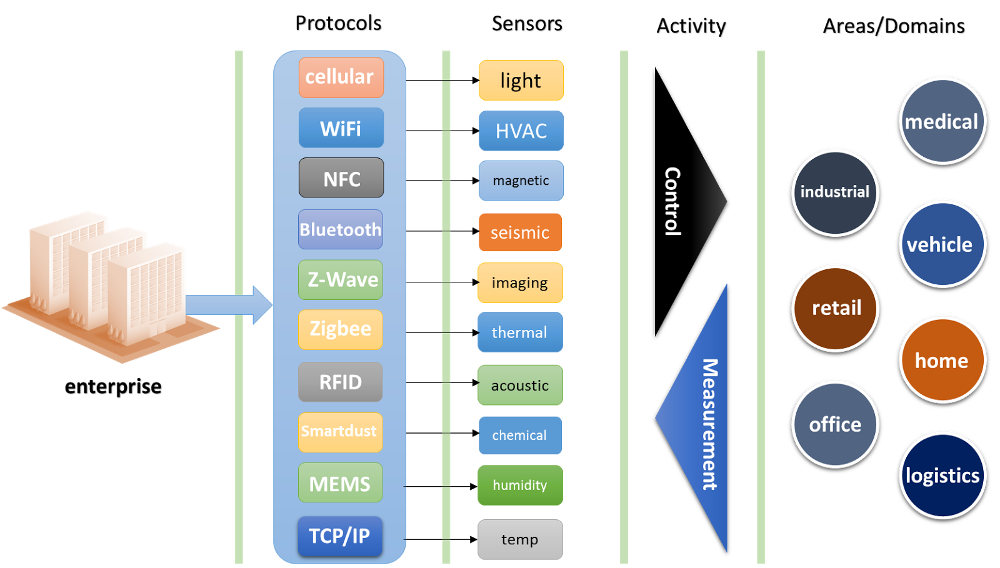 Protocols
Sensors
Activity
Areas/Domains
enterprise
cellular
WiFi
NFC
Bluetooth
Z-Wave
Zigbee
RFID
Smartdust
MEMS
TCP/IP
light
HVAC
magnetic
seismic
imaging
thermal
acoustic
chemical
humidity
temp
Control
Measurement
medical
industrial
vehicle
retail
home
office
logistics